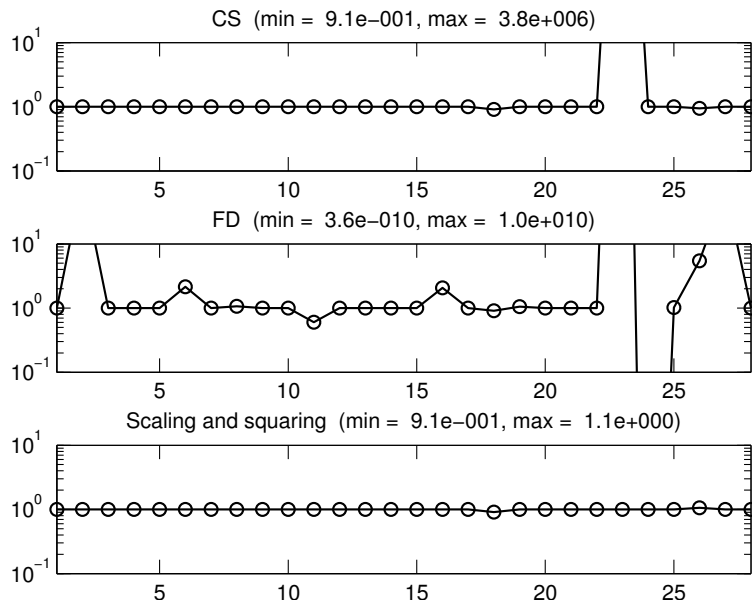 CS (min = 9.1e−001, max = 3.8e+006)
10^1
10^0
10^−1
5 10 15 20 25
FD (min = 3.6e−010, max = 1.0e+010)
10^1
10^0
10^−1
5 10 15 20 25
Scaling and squaring (min = 9.1e−001, max = 1.1e+000)
10^1
10^0
10^−1
5 10 15 20 25